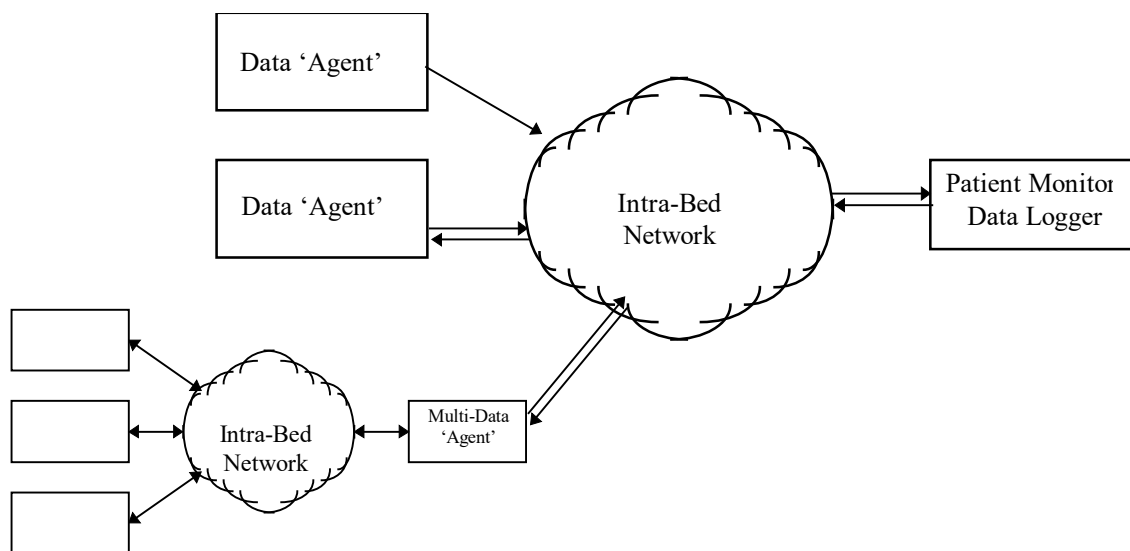 Data ‘Agent’
Data ‘Agent’
Intra-Bed
Network
Patient Monitor
Data Logger
Multi-Data
‘Agent’
Intra-Bed
Network